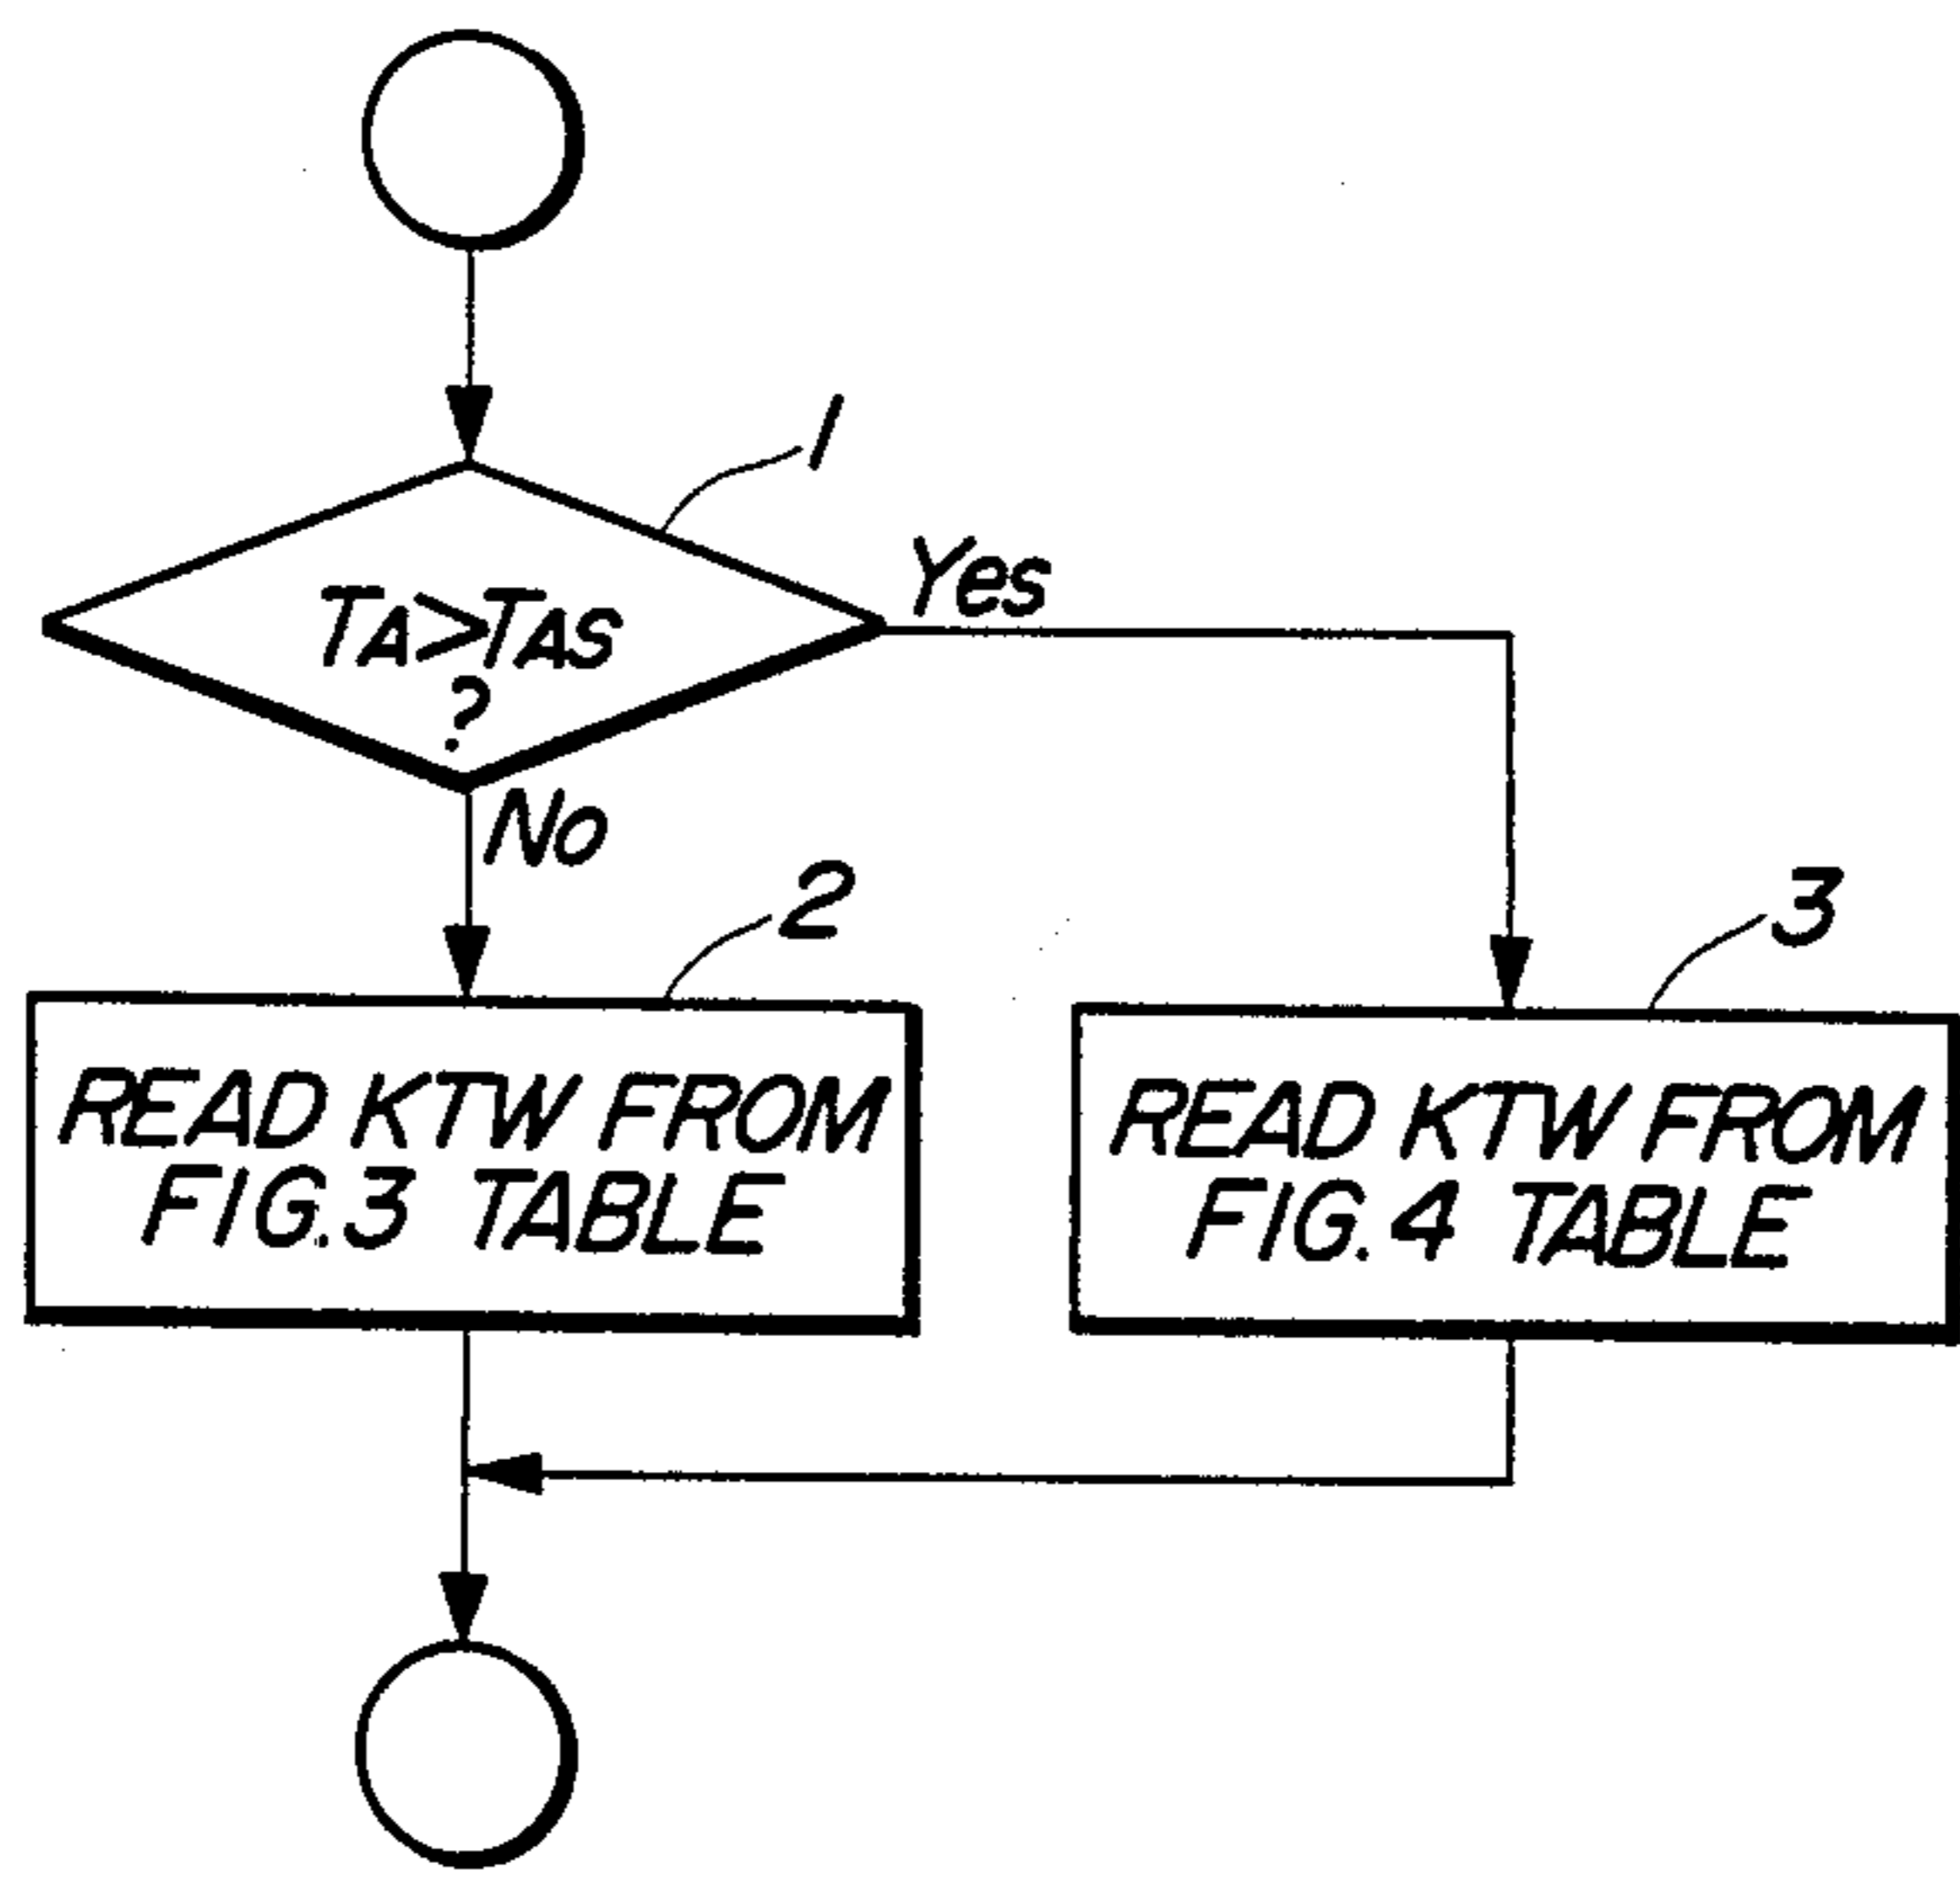 1
TA>TAS
?
Yes
No
2
3
READ KTW FROM
FIG.3 TABLE
READ KTW FROM
FIG.4 TABLE